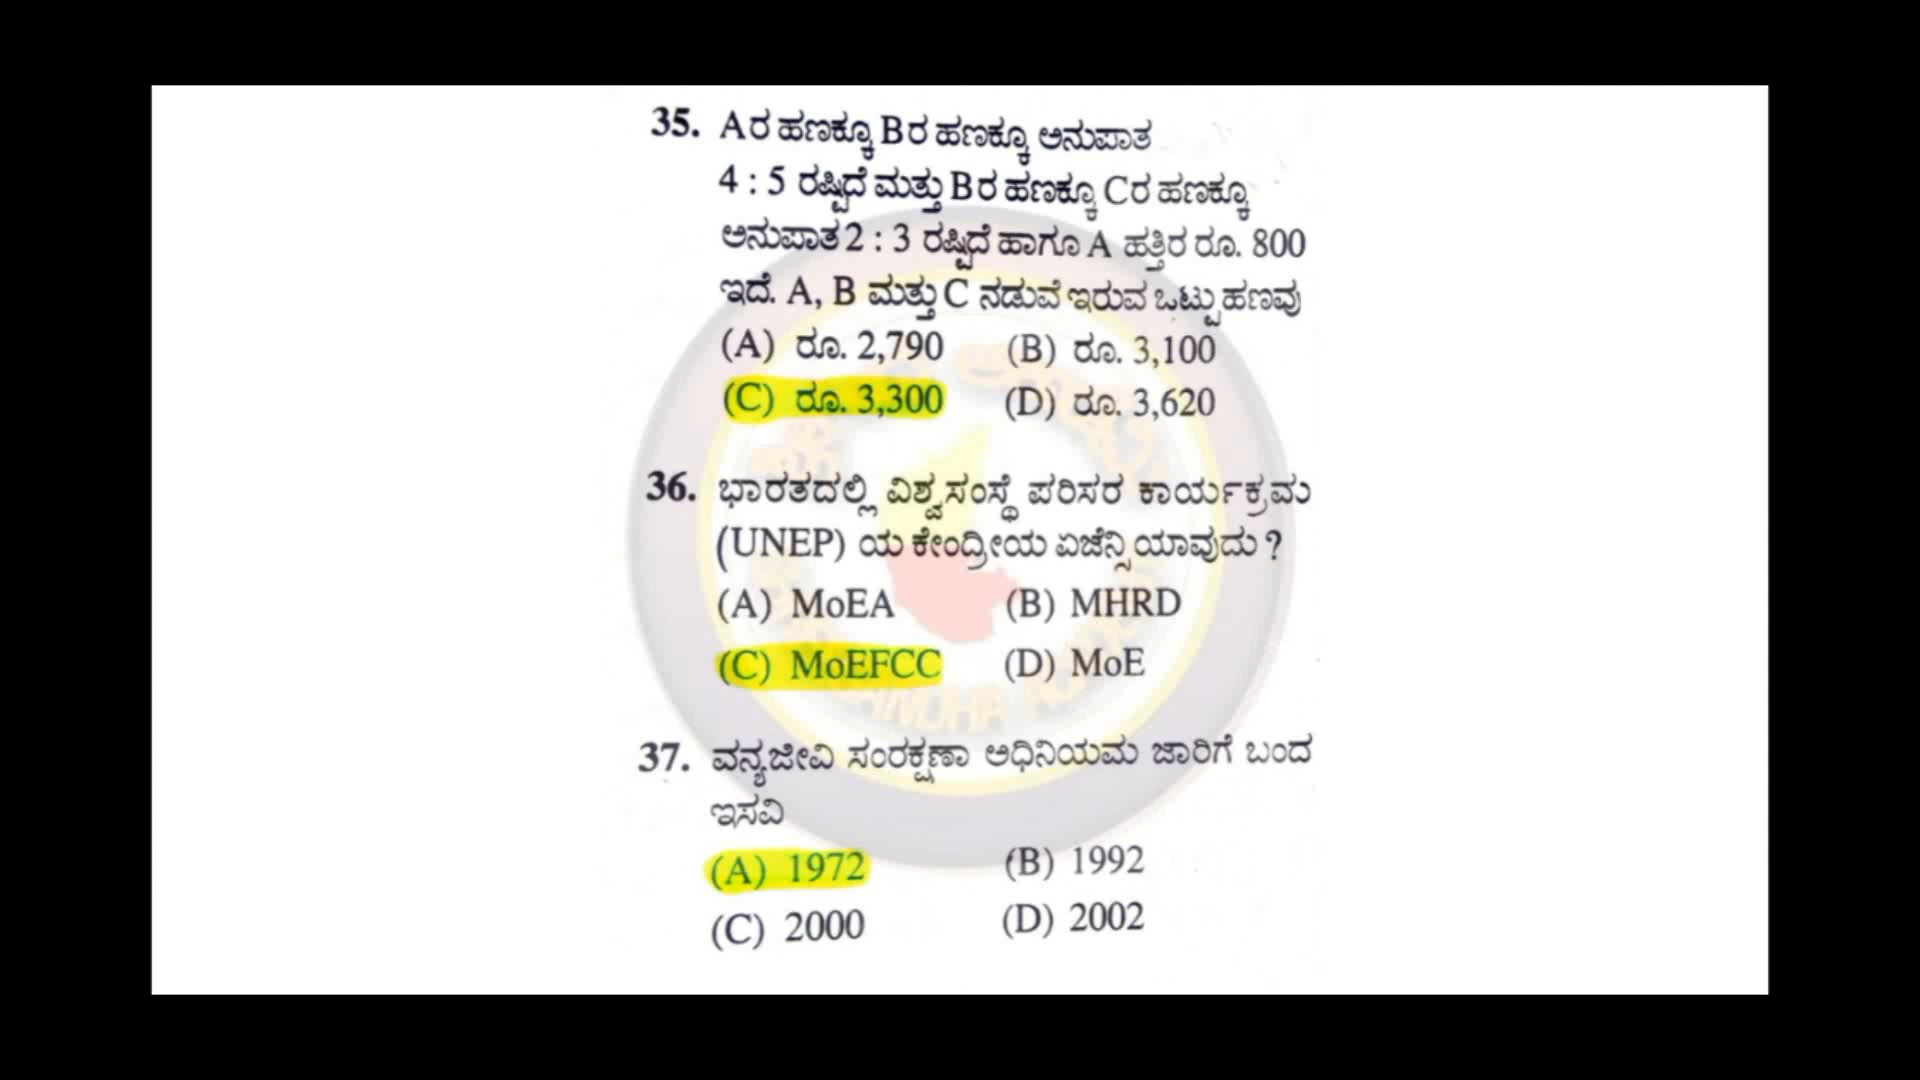 35. Aರ ಹಣಕ್ಕೂ Bರ ಹಣಕ್ಕೂ ಅನುಪಾತ
4 : 5 ರಷ್ಟಿದೆ ಮತ್ತು Bರ ಹಣಕ್ಕೂ Cರ ಹಣಕ್ಕೂ
ಅನುಪಾತ 2 : 3 ರಷ್ಟಿದೆ ಹಾಗೂ A ಹತ್ತಿರ ರೂ. 800
ಇದೆ. A, B ಮತ್ತು C ನಡುವೆ ಇರುವ ಒಟ್ಟು ಹಣವು
(A) ರೂ. 2,790 (B) ರೂ. 3,100
(C) ರೂ. 3,300 (D) ರೂ. 3,620
36. ಭಾರತದಲ್ಲಿ ವಿಶ್ವಸಂಸ್ಥೆ ಪರಿಸರ ಕಾರ್ಯಕ್ರಮ
(UNEP) ಯ ಕೇಂದ್ರೀಯ ಏಜೆನ್ಸಿ ಯಾವುದು ?
(A) MoEA (B) MHRD
(C) MoEFCC (D) MoE
37. ವನ್ಯಜೀವಿ ಸಂರಕ್ಷಣಾ ಅಧಿನಿಯಮ ಜಾರಿಗೆ ಬಂದ
ಇಸವಿ
(A) 1972 (B) 1992
(C) 2000 (D) 2002